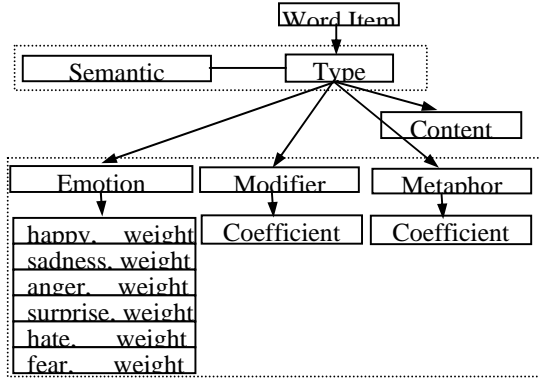 Word Item
Semantic Type
Content
Emotion Modifier Metaphor
happy, weight Coefficient Coefficient
sadness, weight
anger, weight
surprise, weight
hate, weight
fear, weight